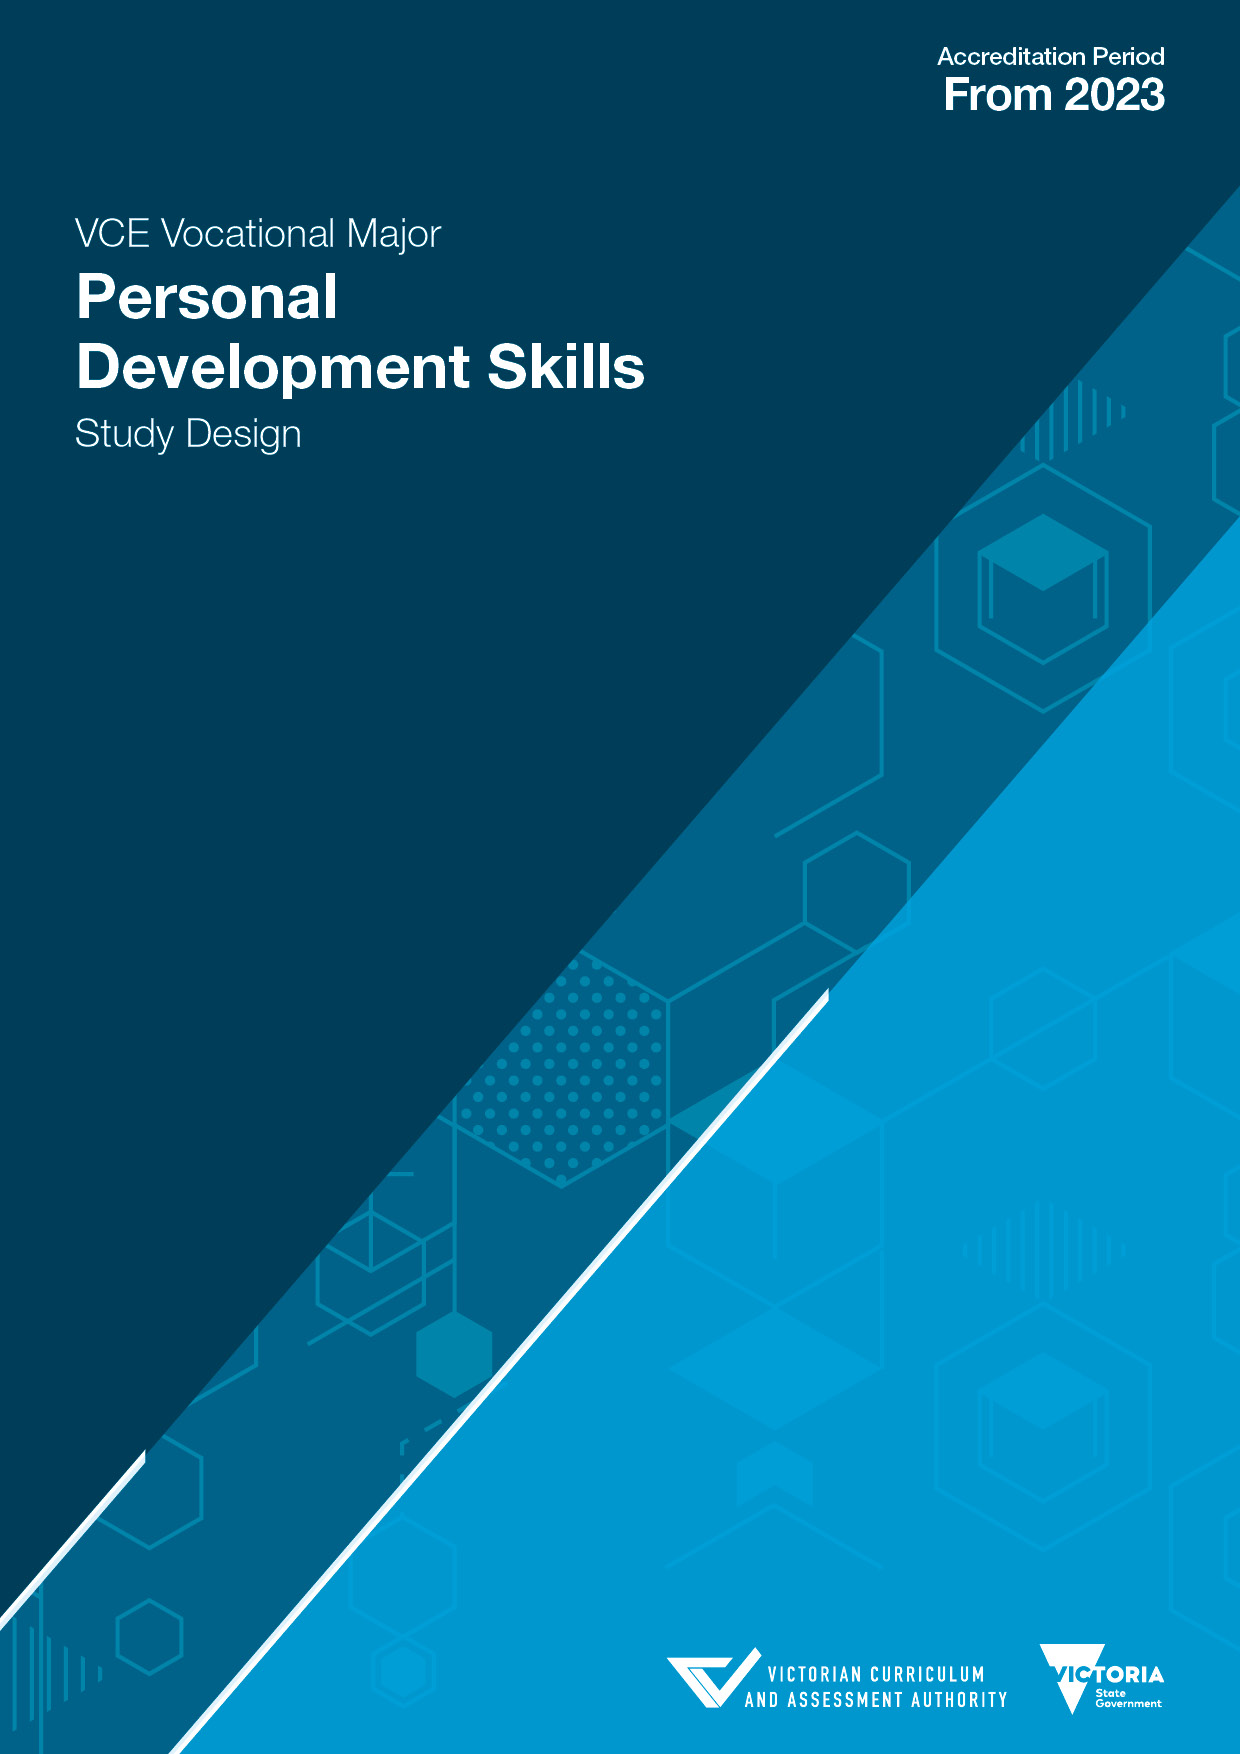 Accreditation Period
From 2023
VCE Vocational Major
Personal
Development Skills
Study Design
VICTORIAN CURRICULUM
AND ASSESSMENT AUTHORITY
VICTORIA
State
Government